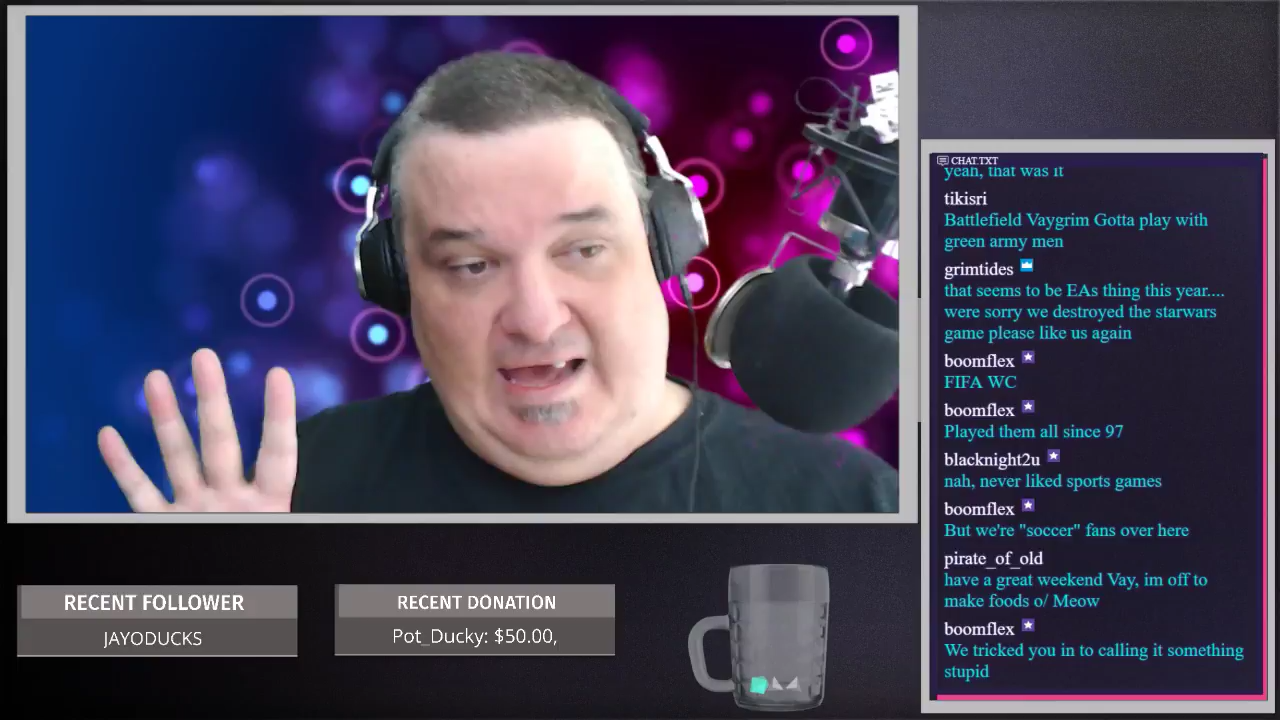 CHAT.TXT
yeah, that was it
tikisri
Battlefield Vaygrim Gotta play with
green army men
grimtides
that seems to be EAs thing this year....
were sorry we destroyed the starwars
game please like us again
boomflex
FIFA WC
boomflex
Played them all since 97
blacknight2u
nah, never liked sports games
boomflex
But we're "soccer" fans over here
pirate_of_old
have a great weekend Vay, im off to
make foods o/ Meow
boomflex
We tricked you in to calling it something
stupid
RECENT FOLLOWER
JAYODUCKS
RECENT DONATION
Pot_Ducky: $50.00,